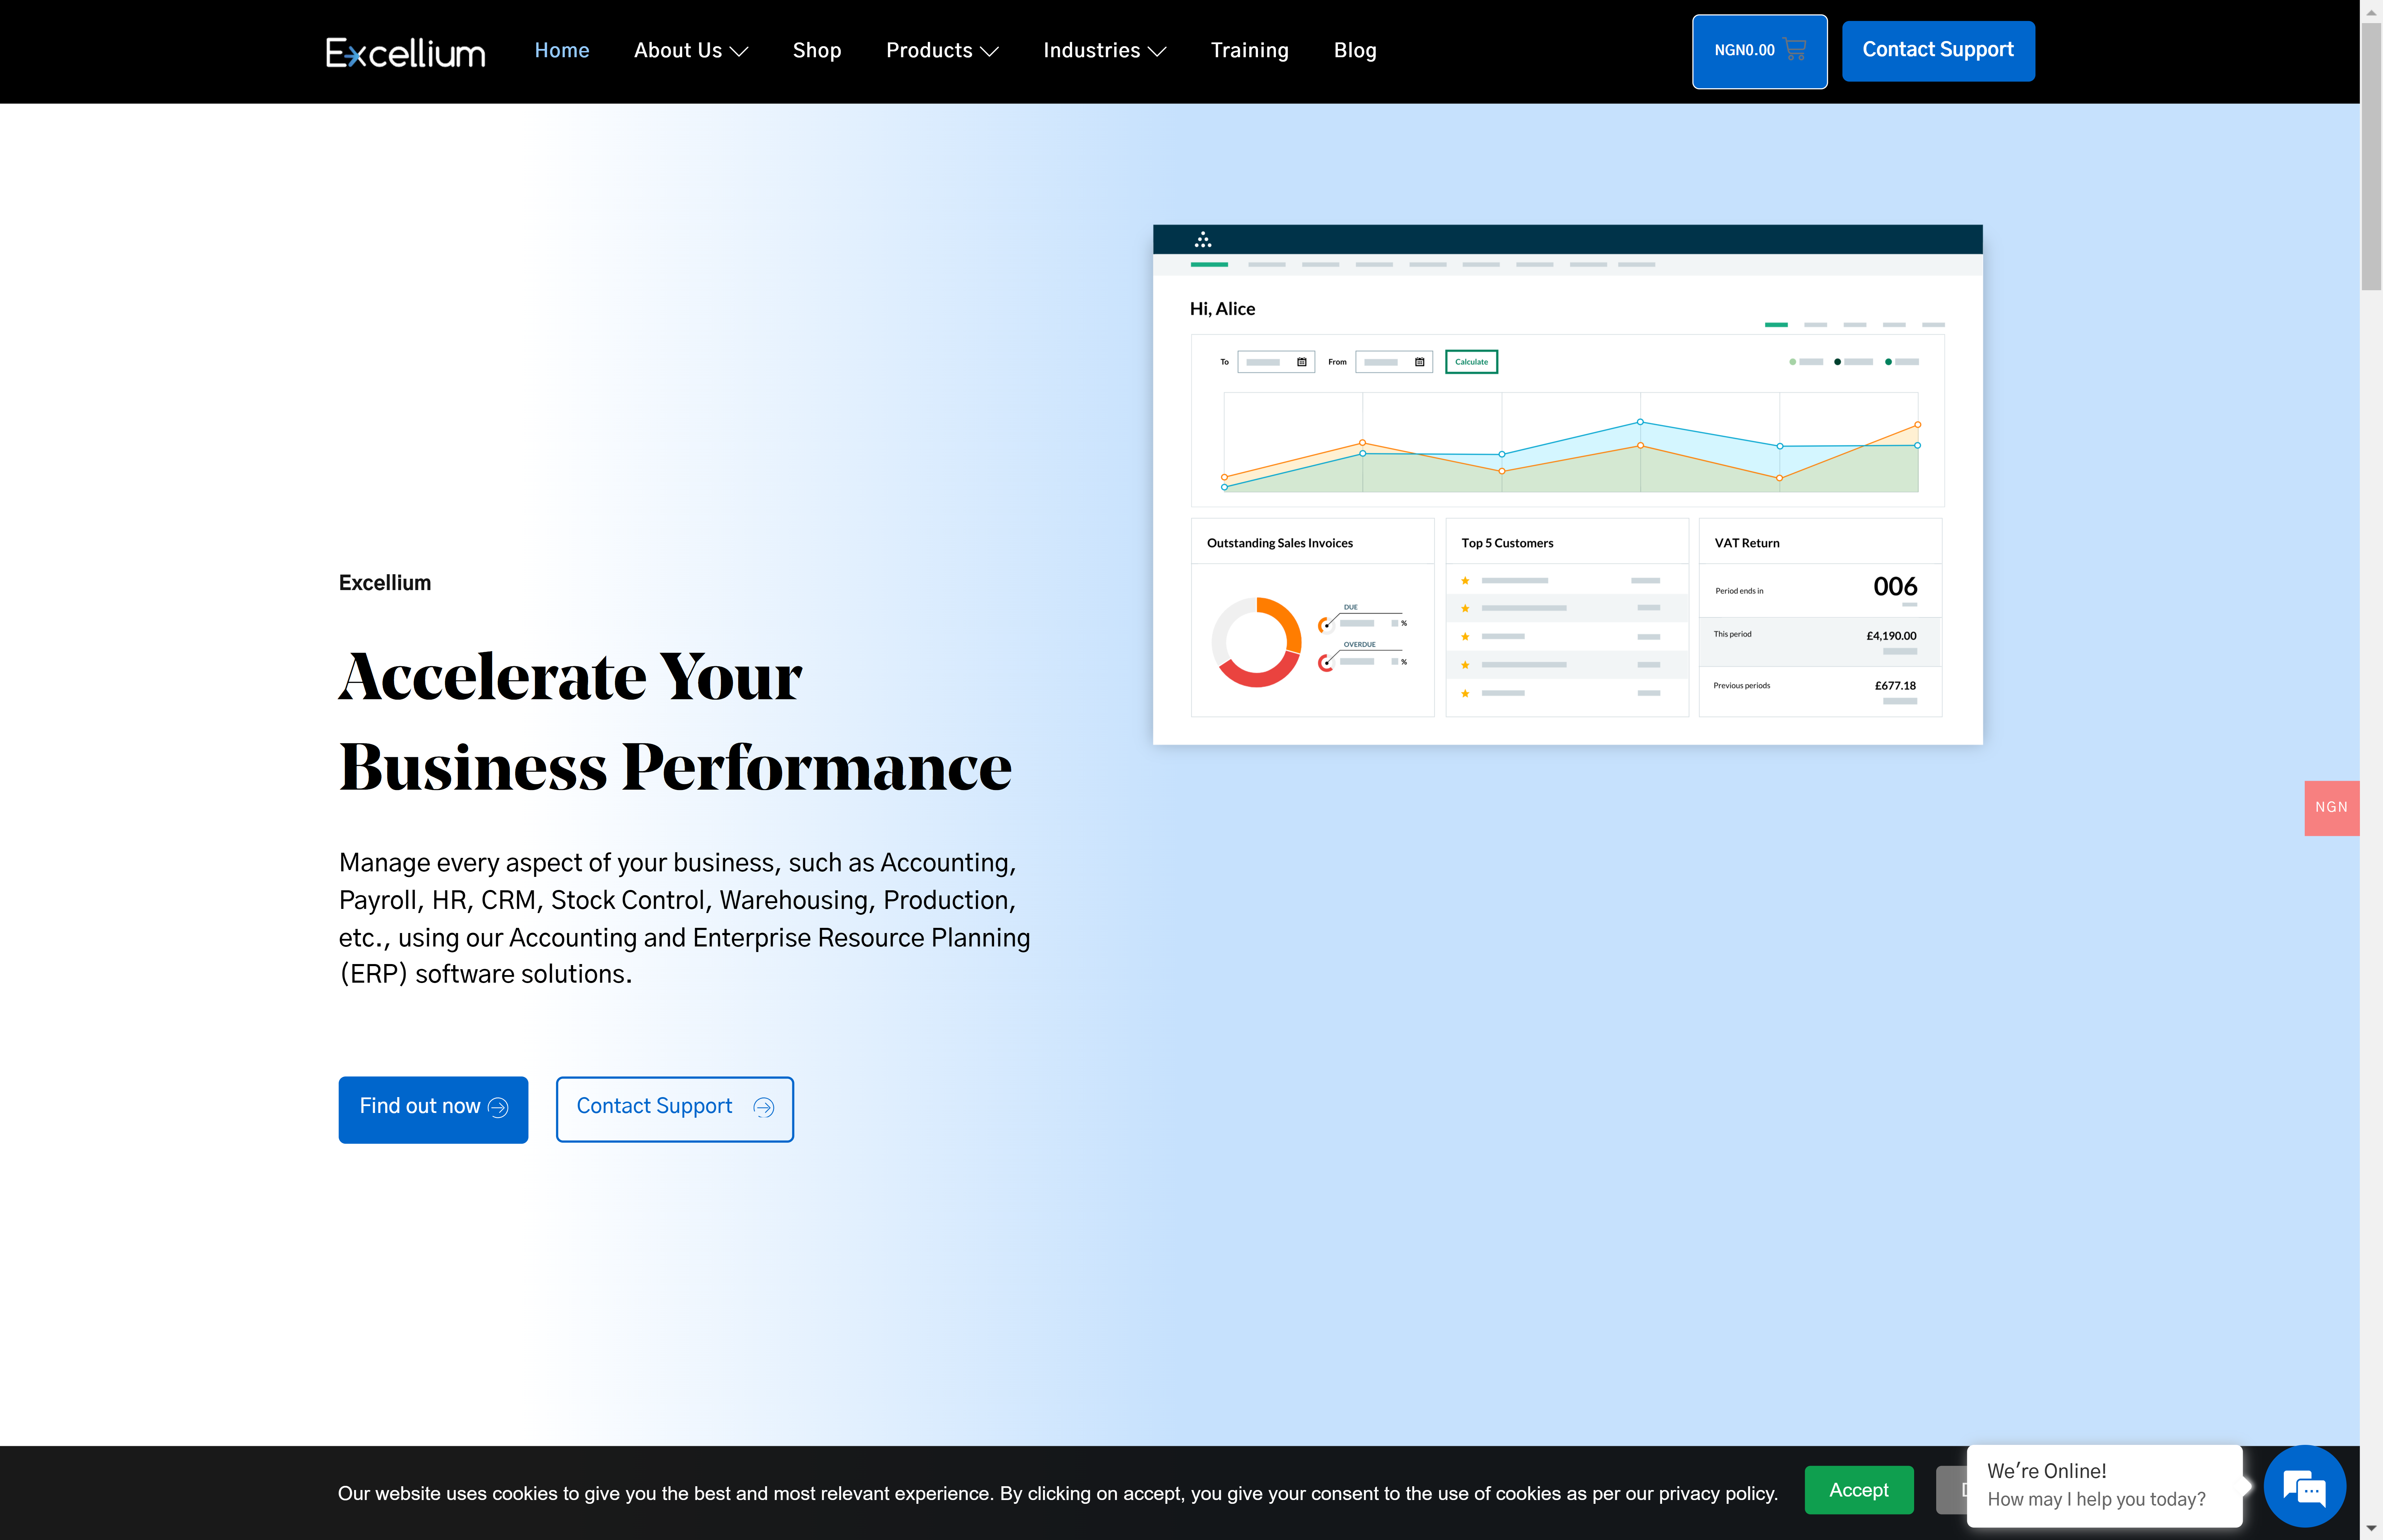 Excellium
Home
About Us
Shop
Products
Industries
Training
Blog
NGN0.00
Contact Support
Hi, Alice
To
From
Calculate
Outstanding Sales Invoices
DUE
%
OVERDUE
%
Top 5 Customers
VAT Return
Period ends in
006
This period
£4,190.00
Previous periods
£677.18
Excellium
Accelerate Your
Business Performance
Manage every aspect of your business, such as Accounting,
Payroll, HR, CRM, Stock Control, Warehousing, Production,
etc., using our Accounting and Enterprise Resource Planning
(ERP) software solutions.
Find out now
Contact Support
NGN
Our website uses cookies to give you the best and most relevant experience. By clicking on accept, you give your consent to the use of cookies as per our privacy policy.
Accept
We're Online!
How may I help you today?